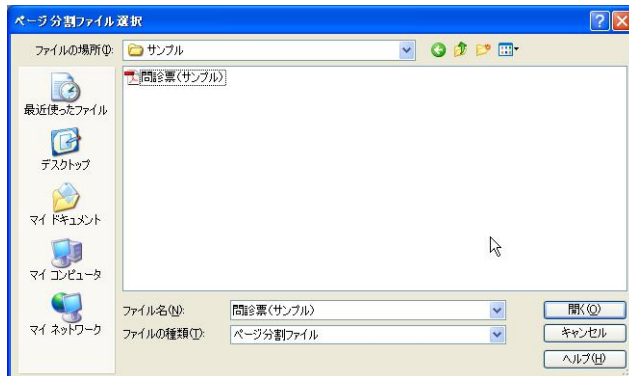 ページ分割ファイル選択
ファイルの場所(I):
サンプル
問診票(サンプル)
最近使ったファイル
デスクトップ
マイ ドキュメント
マイ コンピュータ
マイ ネットワーク
ファイル名(N):
問診票(サンプル)
開く(O)
ファイルの種類(T):
ページ分割ファイル
キャンセル
ヘルプ(H)